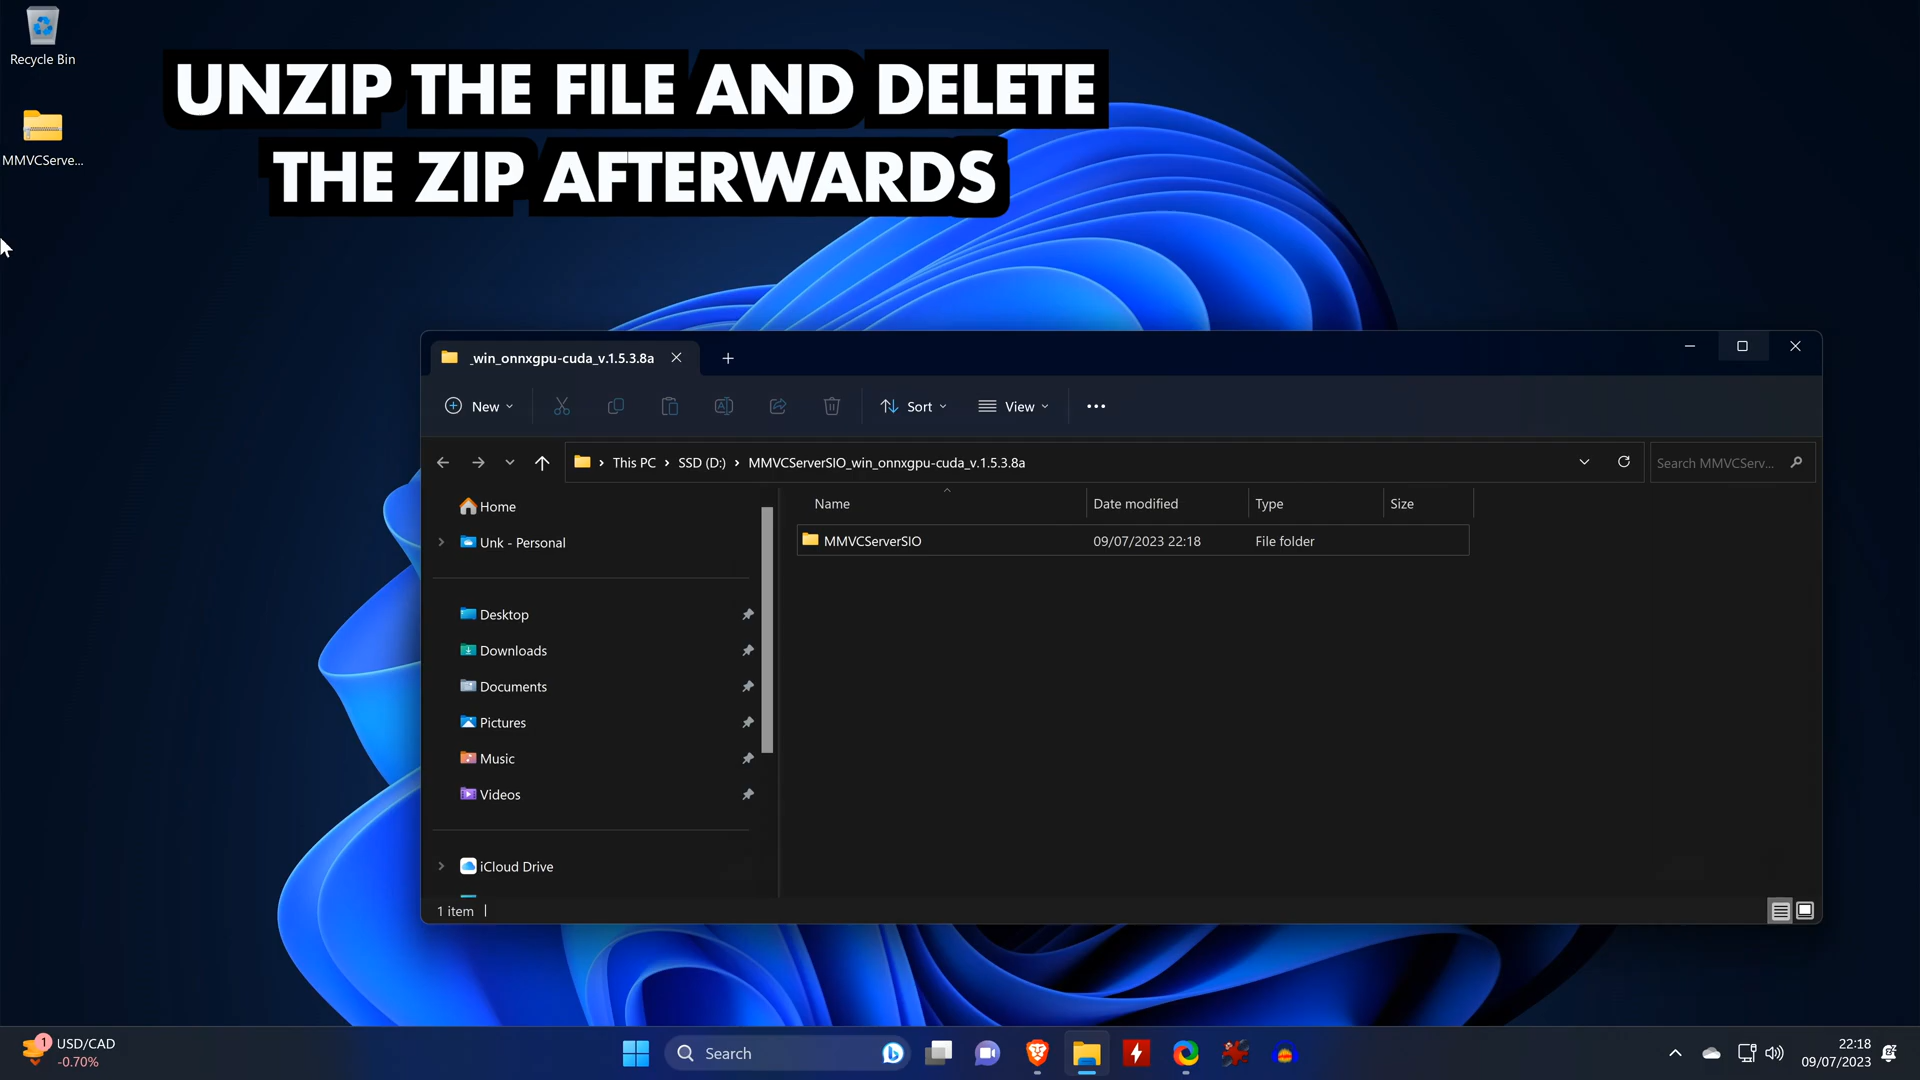 Recycle Bin
MMVCServe...
UNZIP THE FILE AND DELETE
THE ZIP AFTERWARDS
_win_onnxgpu-cuda_v.1.5.3.8a
New
Sort
View
This PC > SSD (D:) > MMVCServerSIO_win_onnxgpu-cuda_v.1.5.3.8a
Search MMVCServ...
Name Date modified Type Size
MMVCServerSIO 09/07/2023 22:18 File folder
Home
Unk - Personal
Desktop
Downloads
Documents
Pictures
Music
Videos
iCloud Drive
1 item
1
USD/CAD
-0.70%
Search
22:18
09/07/2023